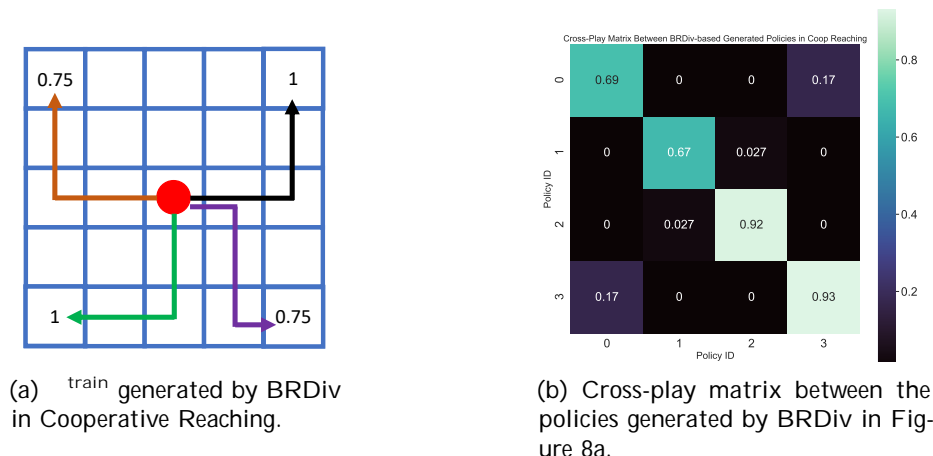 0.75 1
1 0.75
(a) train generated by BRDiv
in Cooperative Reaching.
Cross-Play Matrix Between BRDiv-based Generated Policies in Coop Reaching
Policy ID
0 0.69 0 0 0.17
1 0 0.67 0.027 0
2 0 0.027 0.92 0
3 0.17 0 0 0.93
0 1 2 3
Policy ID
0.8
0.6
0.4
0.2
(b) Cross-play matrix between the
policies generated by BRDiv in Fig-
ure 8a.